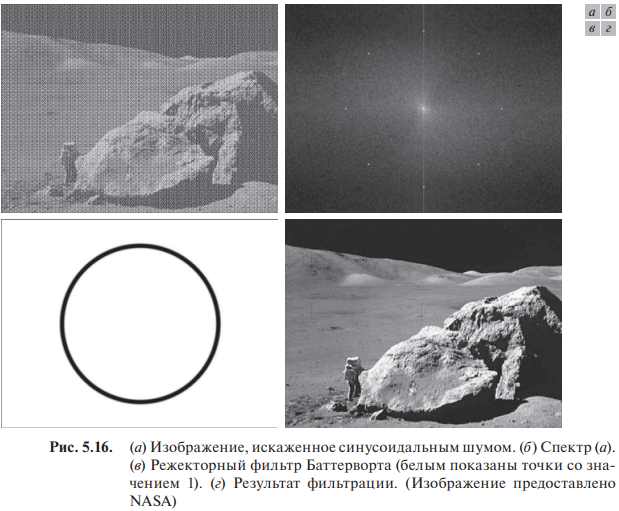 а б
в г
Рис. 5.16. (а) Изображение, искаженное синусоидальным шумом. (б) Спектр (а).
(в) Режекторный фильтр Баттерворта (белым показаны точки со зна-
чением 1). (г) Результат фильтрации. (Изображение предоставлено
NASA)